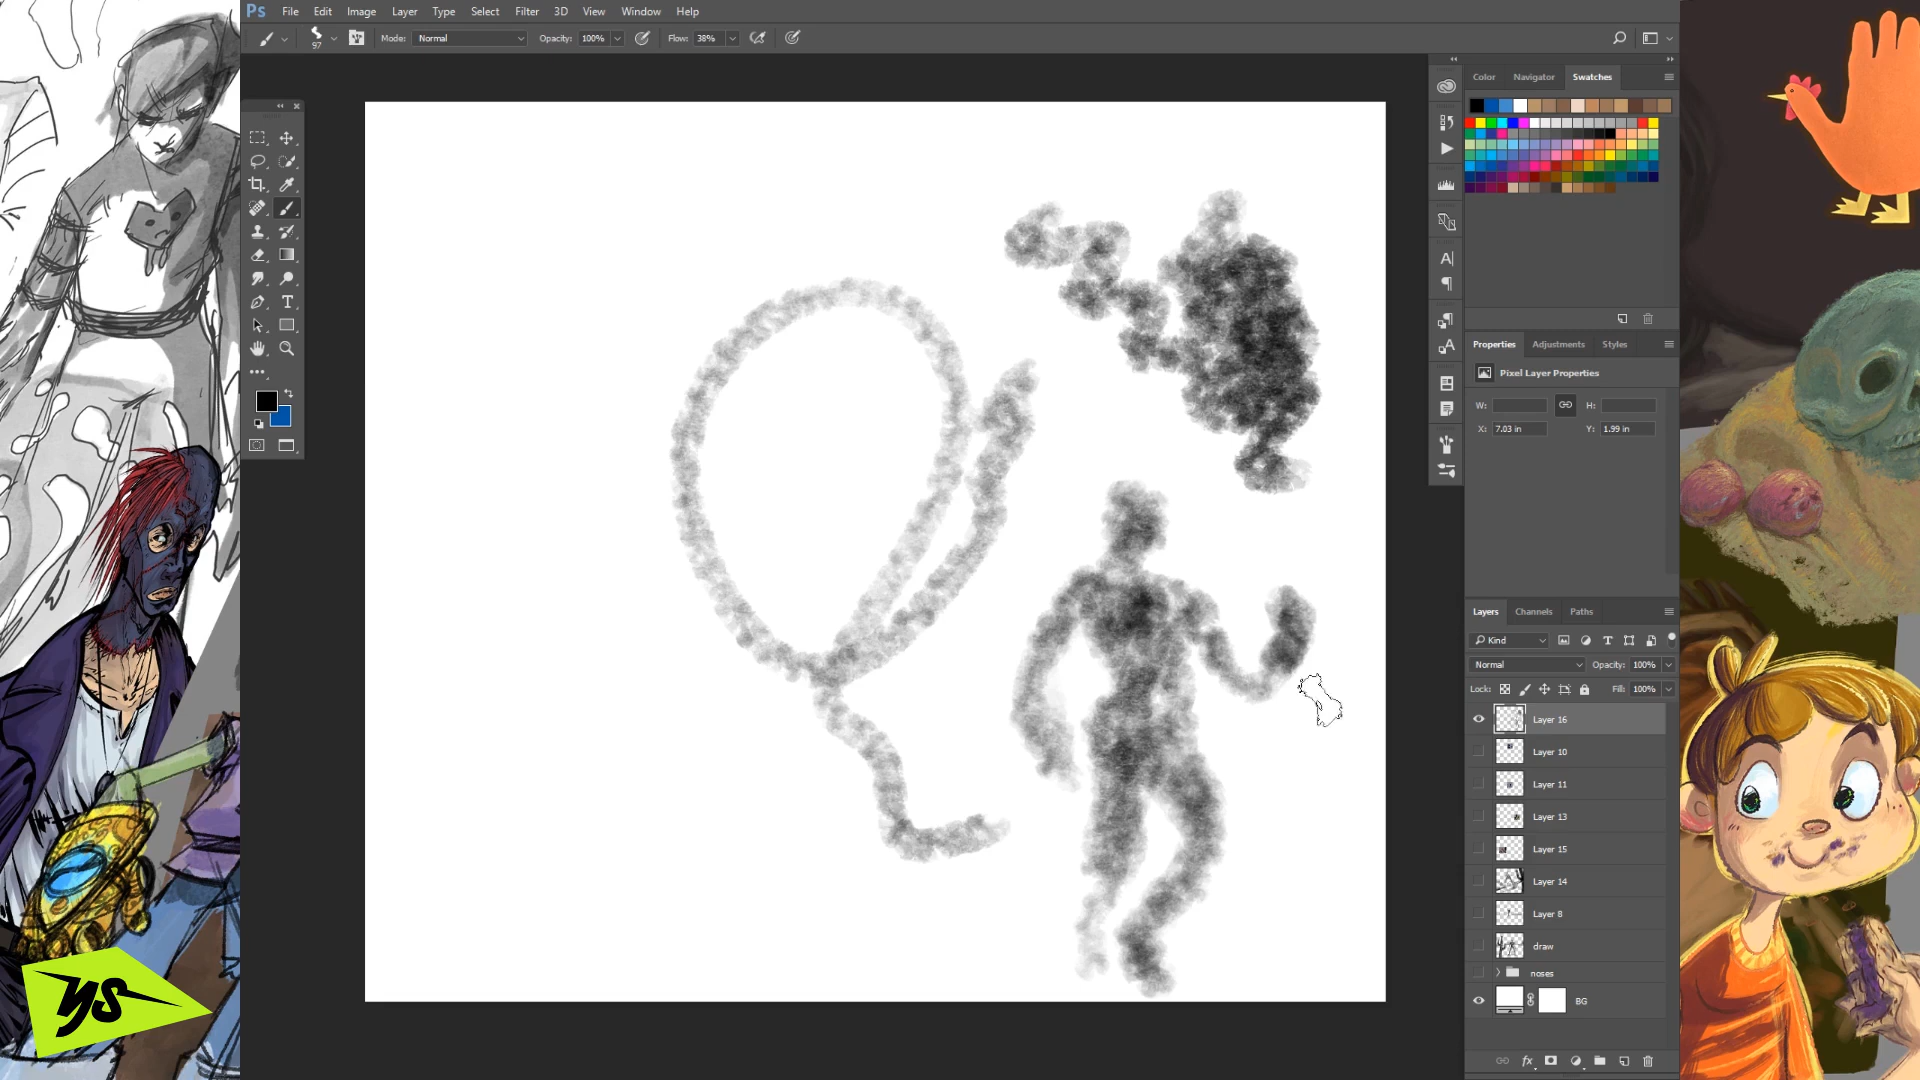 Ps File Edit Image Layer Type Select Filter 3D View Window Help
97 Mode: Normal Opacity: 100% Flow: 38%
Color Navigator Swatches
Properties Adjustments Styles
Pixel Layer Properties
W: H:
X: 7.03 in Y: 1.99 in
Layers Channels Paths
Kind
Normal Opacity: 100%
Lock: Fill: 100%
Layer 16
Layer 10
Layer 11
Layer 13
Layer 15
Layer 14
Layer 8
draw
noses
BG
fx
YS